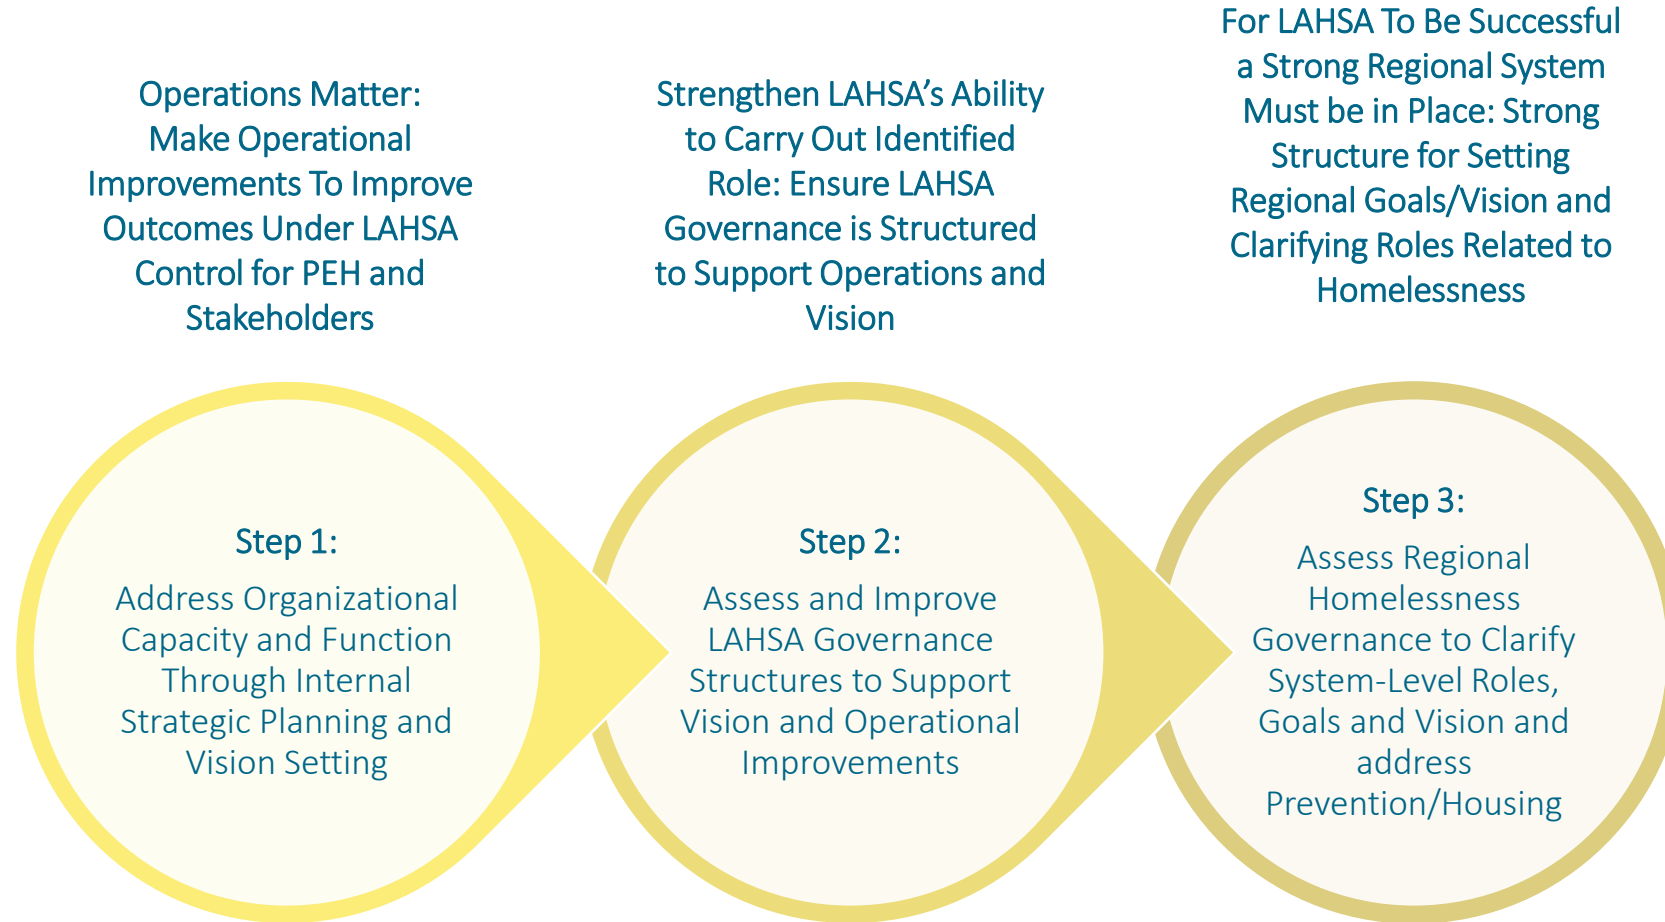 Operations Matter:
Make Operational
Improvements To Improve
Outcomes Under LAHSA
Control for PEH and
Stakeholders
Strengthen LAHSA's Ability
to Carry Out Identified
Role: Ensure LAHSA
Governance is Structured
to Support Operations and
Vision
For LAHSA To Be Successful
a Strong Regional System
Must be in Place: Strong
Structure for Setting
Regional Goals/Vision and
Clarifying Roles Related to
Homelessness
Step 1:
Address Organizational
Capacity and Function
Through Internal
Strategic Planning and
Vision Setting
Step 2:
Assess and Improve
LAHSA Governance
Structures to Support
Vision and Operational
Improvements
Step 3:
Assess Regional
Homelessness
Governance to Clarify
System-Level Roles,
Goals and Vision and
address
Prevention/Housing